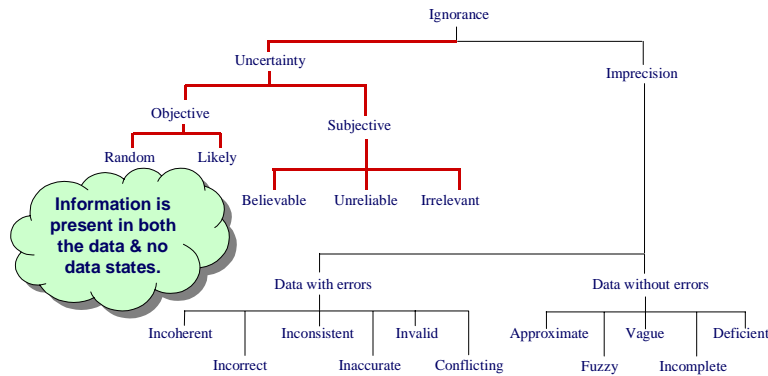 Ignorance
Uncertainty
Imprecision
Objective
Subjective
Random Likely
Believable Unreliable Irrelevant
Information is
present in both
the data & no
data states.
Data with errors Data without errors
Incoherent Inconsistent Invalid Approximate Vague Deficient
Incorrect Inaccurate Conflicting Fuzzy Incomplete